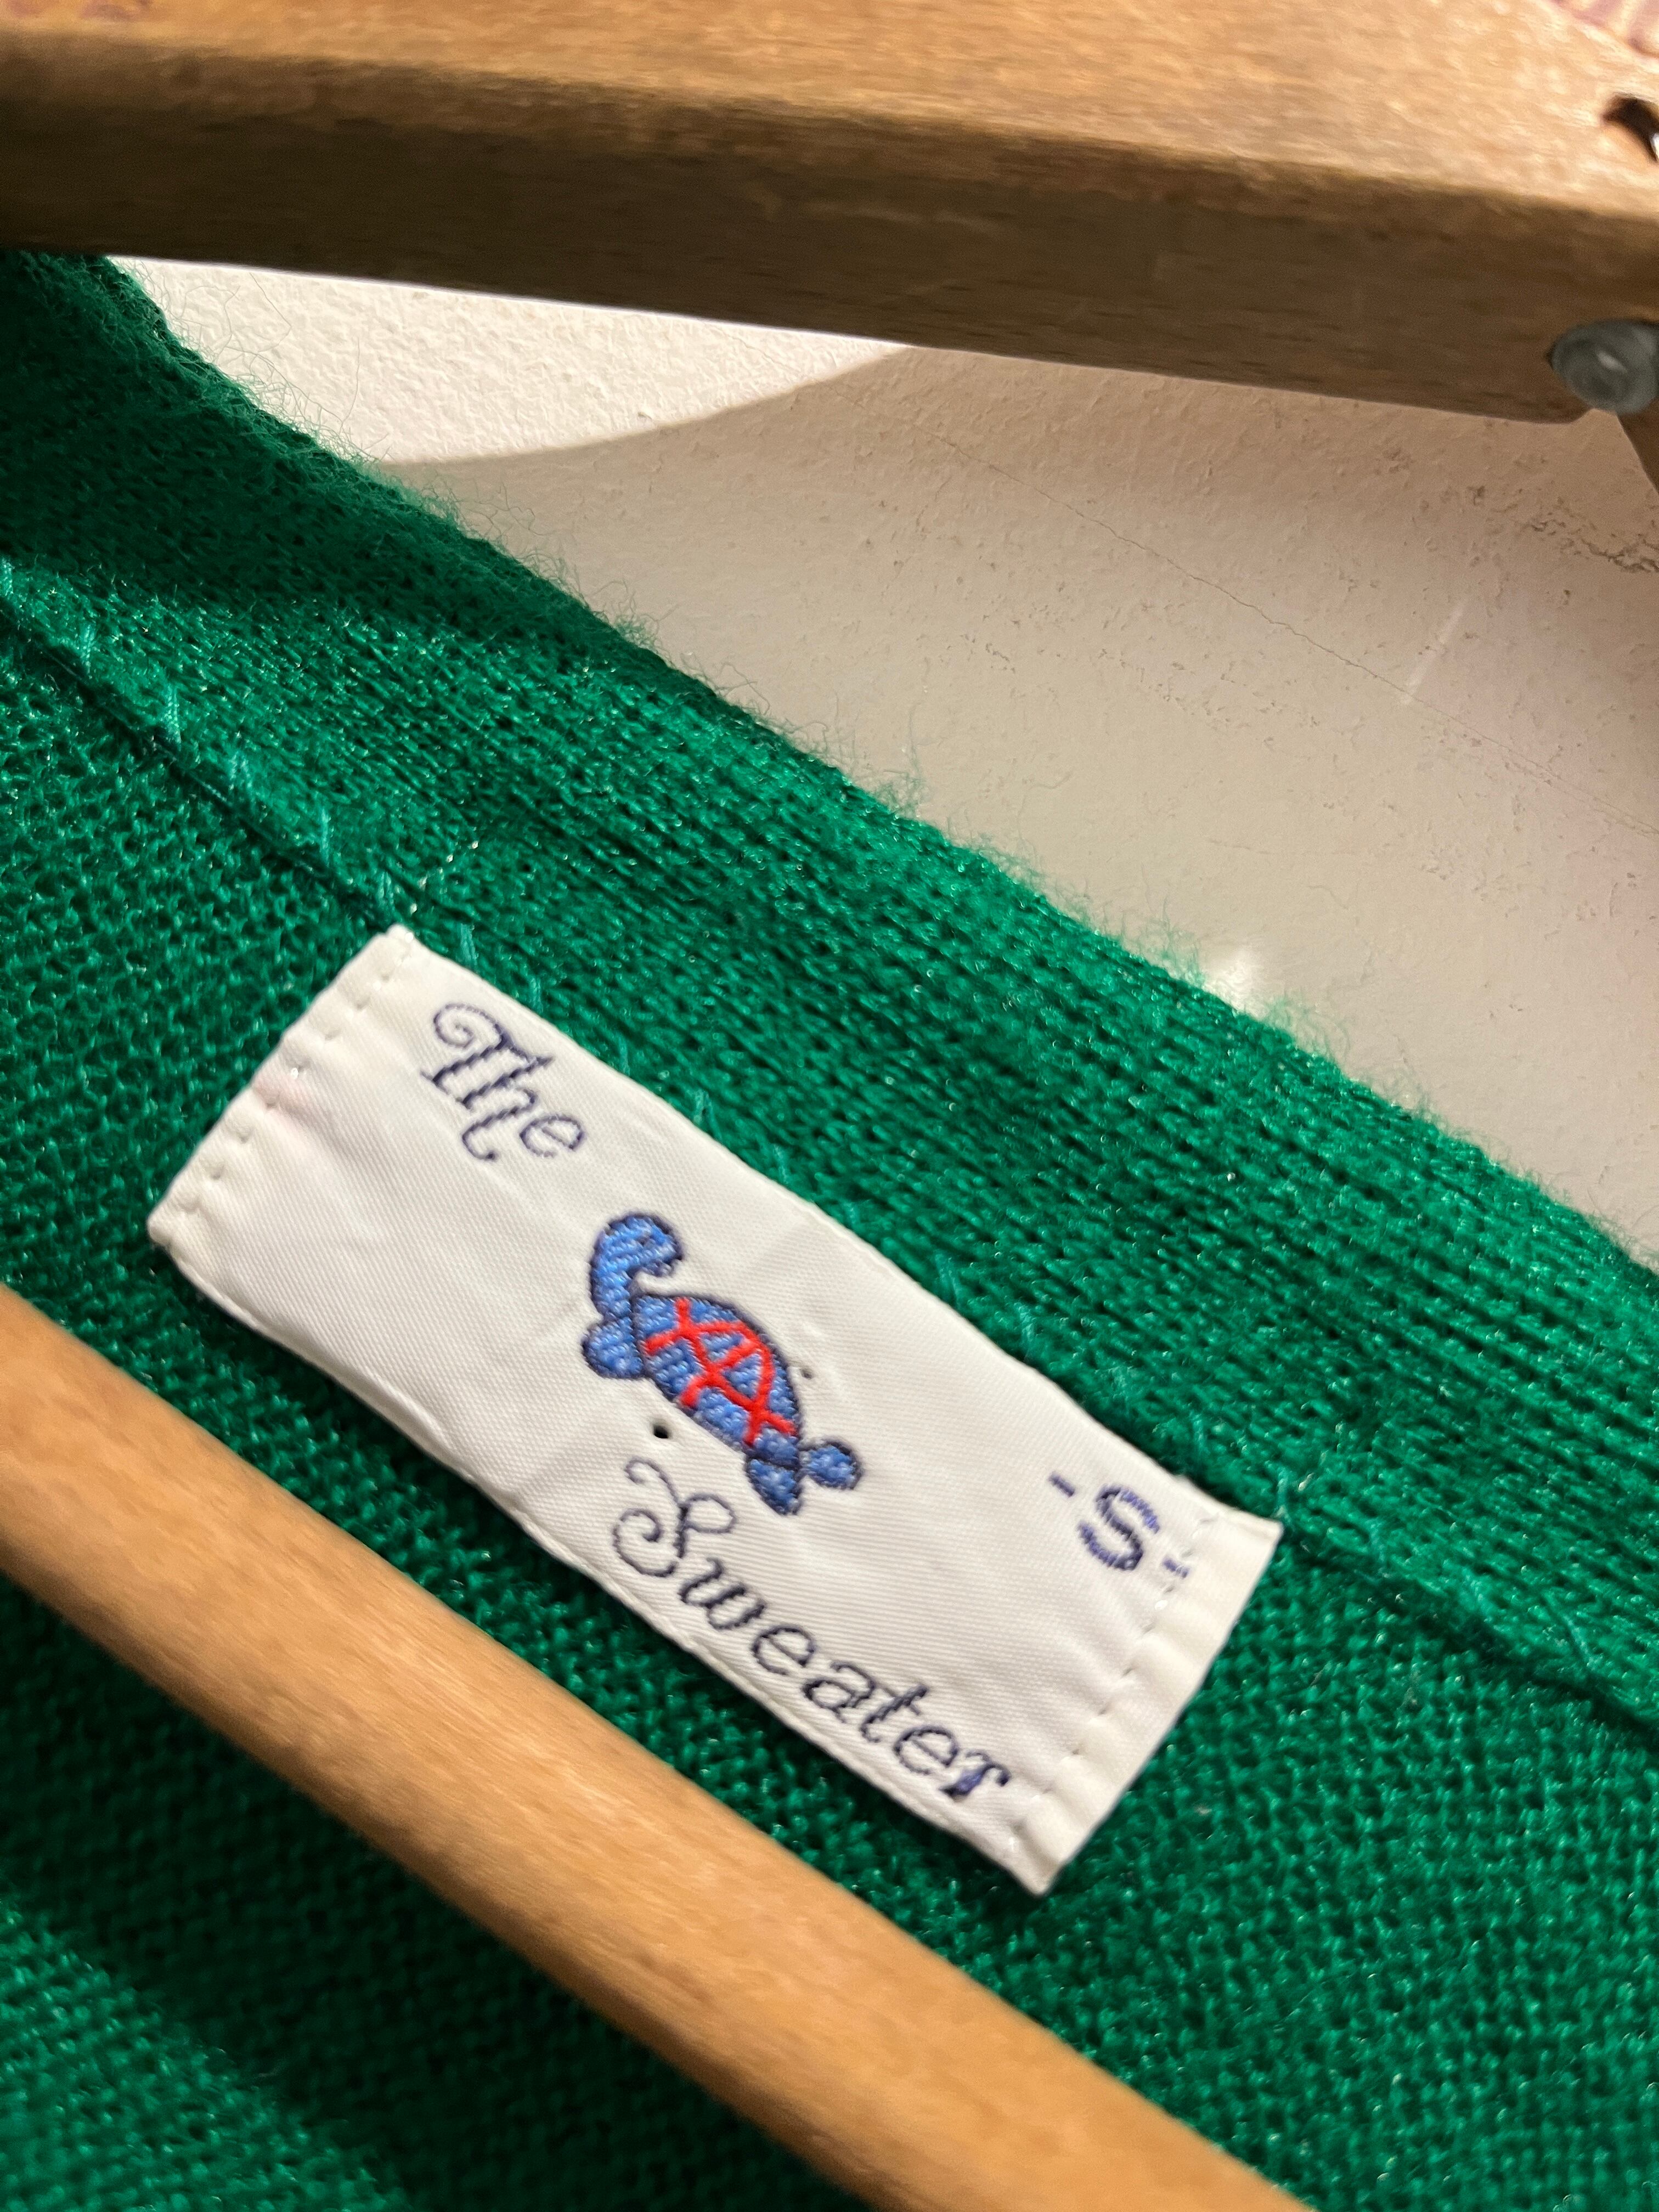 The
Sweater
-S-